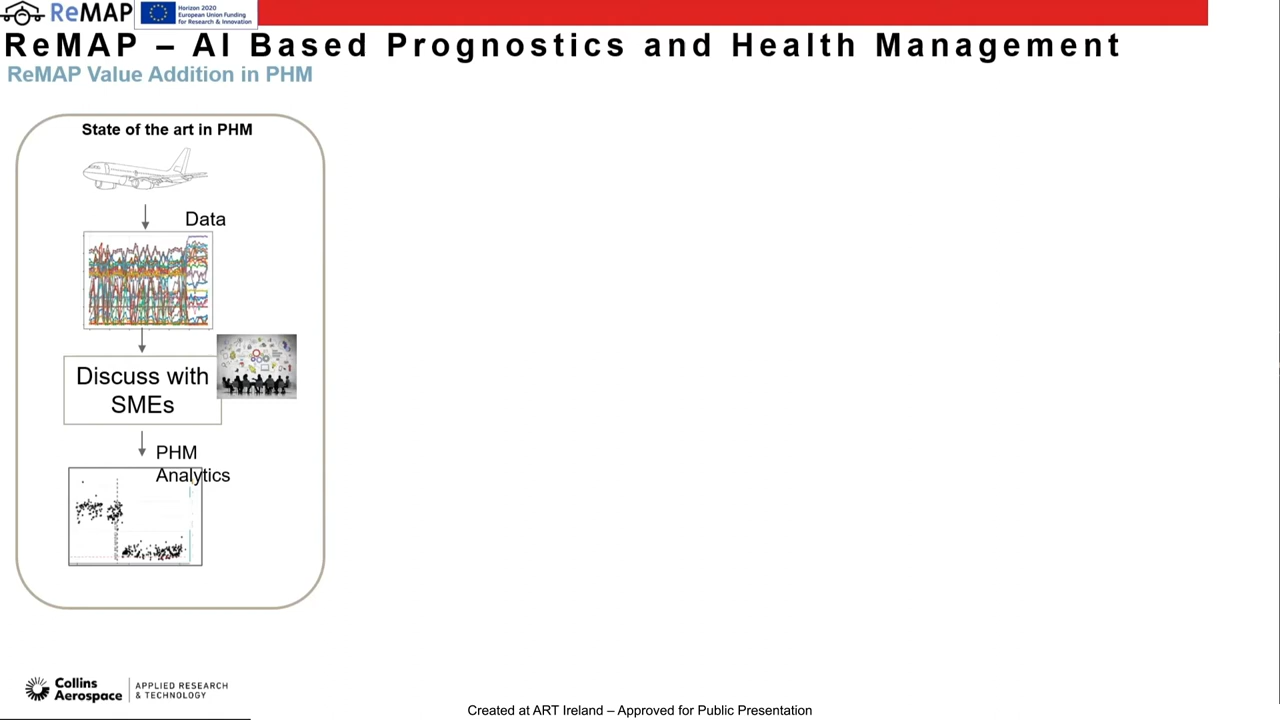 ReMAP
Horizon 2020
European Union Funding
for Research & Innovation
ReMAP – AI Based Prognostics and Health Management
ReMAP Value Addition in PHM
State of the art in PHM
Data
Discuss with
SMEs
PHM
Analytics
Collins
Aerospace
APPLIED RESEARCH
& TECHNOLOGY
Created at ART Ireland – Approved for Public Presentation